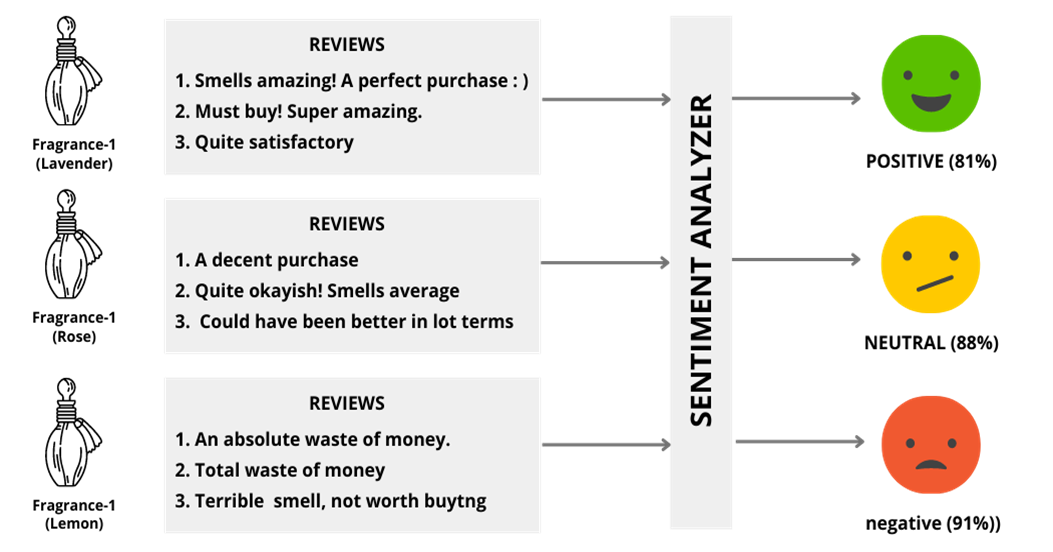 Fragrance-1
(Lavender)
REVIEWS
1. Smells amazing! A perfect purchase : )
2. Must buy! Super amazing.
3. Quite satisfactory
POSITIVE (81%)
Fragrance-1
(Rose)
REVIEWS
1. A decent purchase
2. Quite okayish! Smells average
3.  Could have been better in lot terms
NEUTRAL (88%)
Fragrance-1
(Lemon)
REVIEWS
1. An absolute waste of money.
2. Total waste of money
3. Terrible  smell, not worth buytng
negative (91%))
SENTIMENT ANALYZER